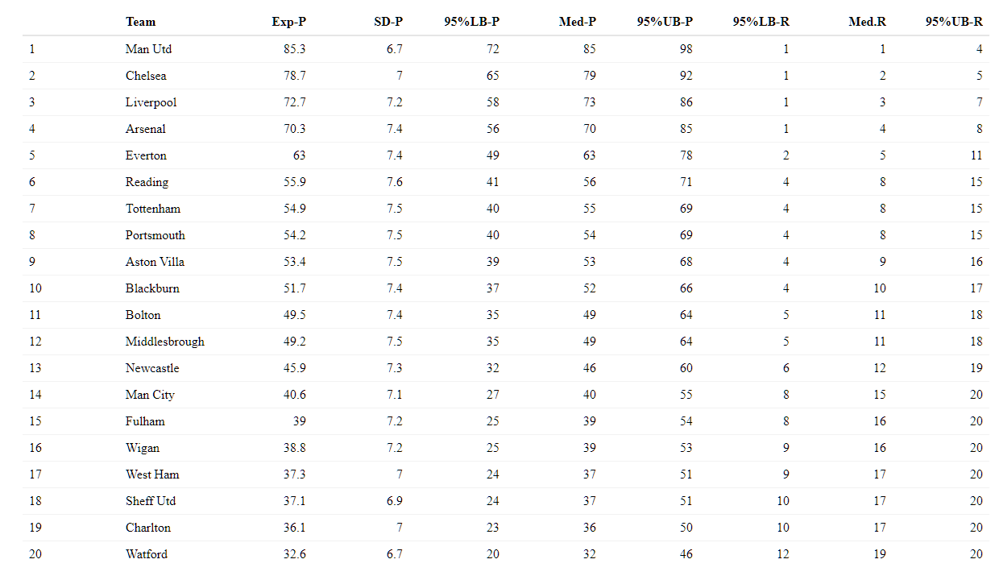 Team Exp-P SD-P 95%LB-P Med-P 95%UB-P 95%LB-R Med.R 95%UB-R
1 Man Utd 85.3 6.7 72 85 98 1 1 4
2 Chelsea 78.7 7 65 79 92 1 2 5
3 Liverpool 72.7 7.2 58 73 86 1 3 7
4 Arsenal 70.3 7.4 56 70 85 1 4 8
5 Everton 63 7.4 49 63 78 2 5 11
6 Reading 55.9 7.6 41 56 71 4 8 15
7 Tottenham 54.9 7.5 40 55 69 4 8 15
8 Portsmouth 54.2 7.5 40 54 69 4 8 15
9 Aston Villa 53.4 7.5 39 53 68 4 9 16
10 Blackburn 51.7 7.4 37 52 66 4 10 17
11 Bolton 49.5 7.4 35 49 64 5 11 18
12 Middlesbrough 49.2 7.5 35 49 64 5 11 18
13 Newcastle 45.9 7.3 32 46 60 6 12 19
14 Man City 40.6 7.1 27 40 55 8 15 20
15 Fulham 39 7.2 25 39 54 8 16 20
16 Wigan 38.8 7.2 25 39 53 9 16 20
17 West Ham 37.3 7 24 37 51 9 17 20
18 Sheff Utd 37.1 6.9 24 37 51 10 17 20
19 Charlton 36.1 7 23 36 50 10 17 20
20 Watford 32.6 6.7 20 32 46 12 19 20